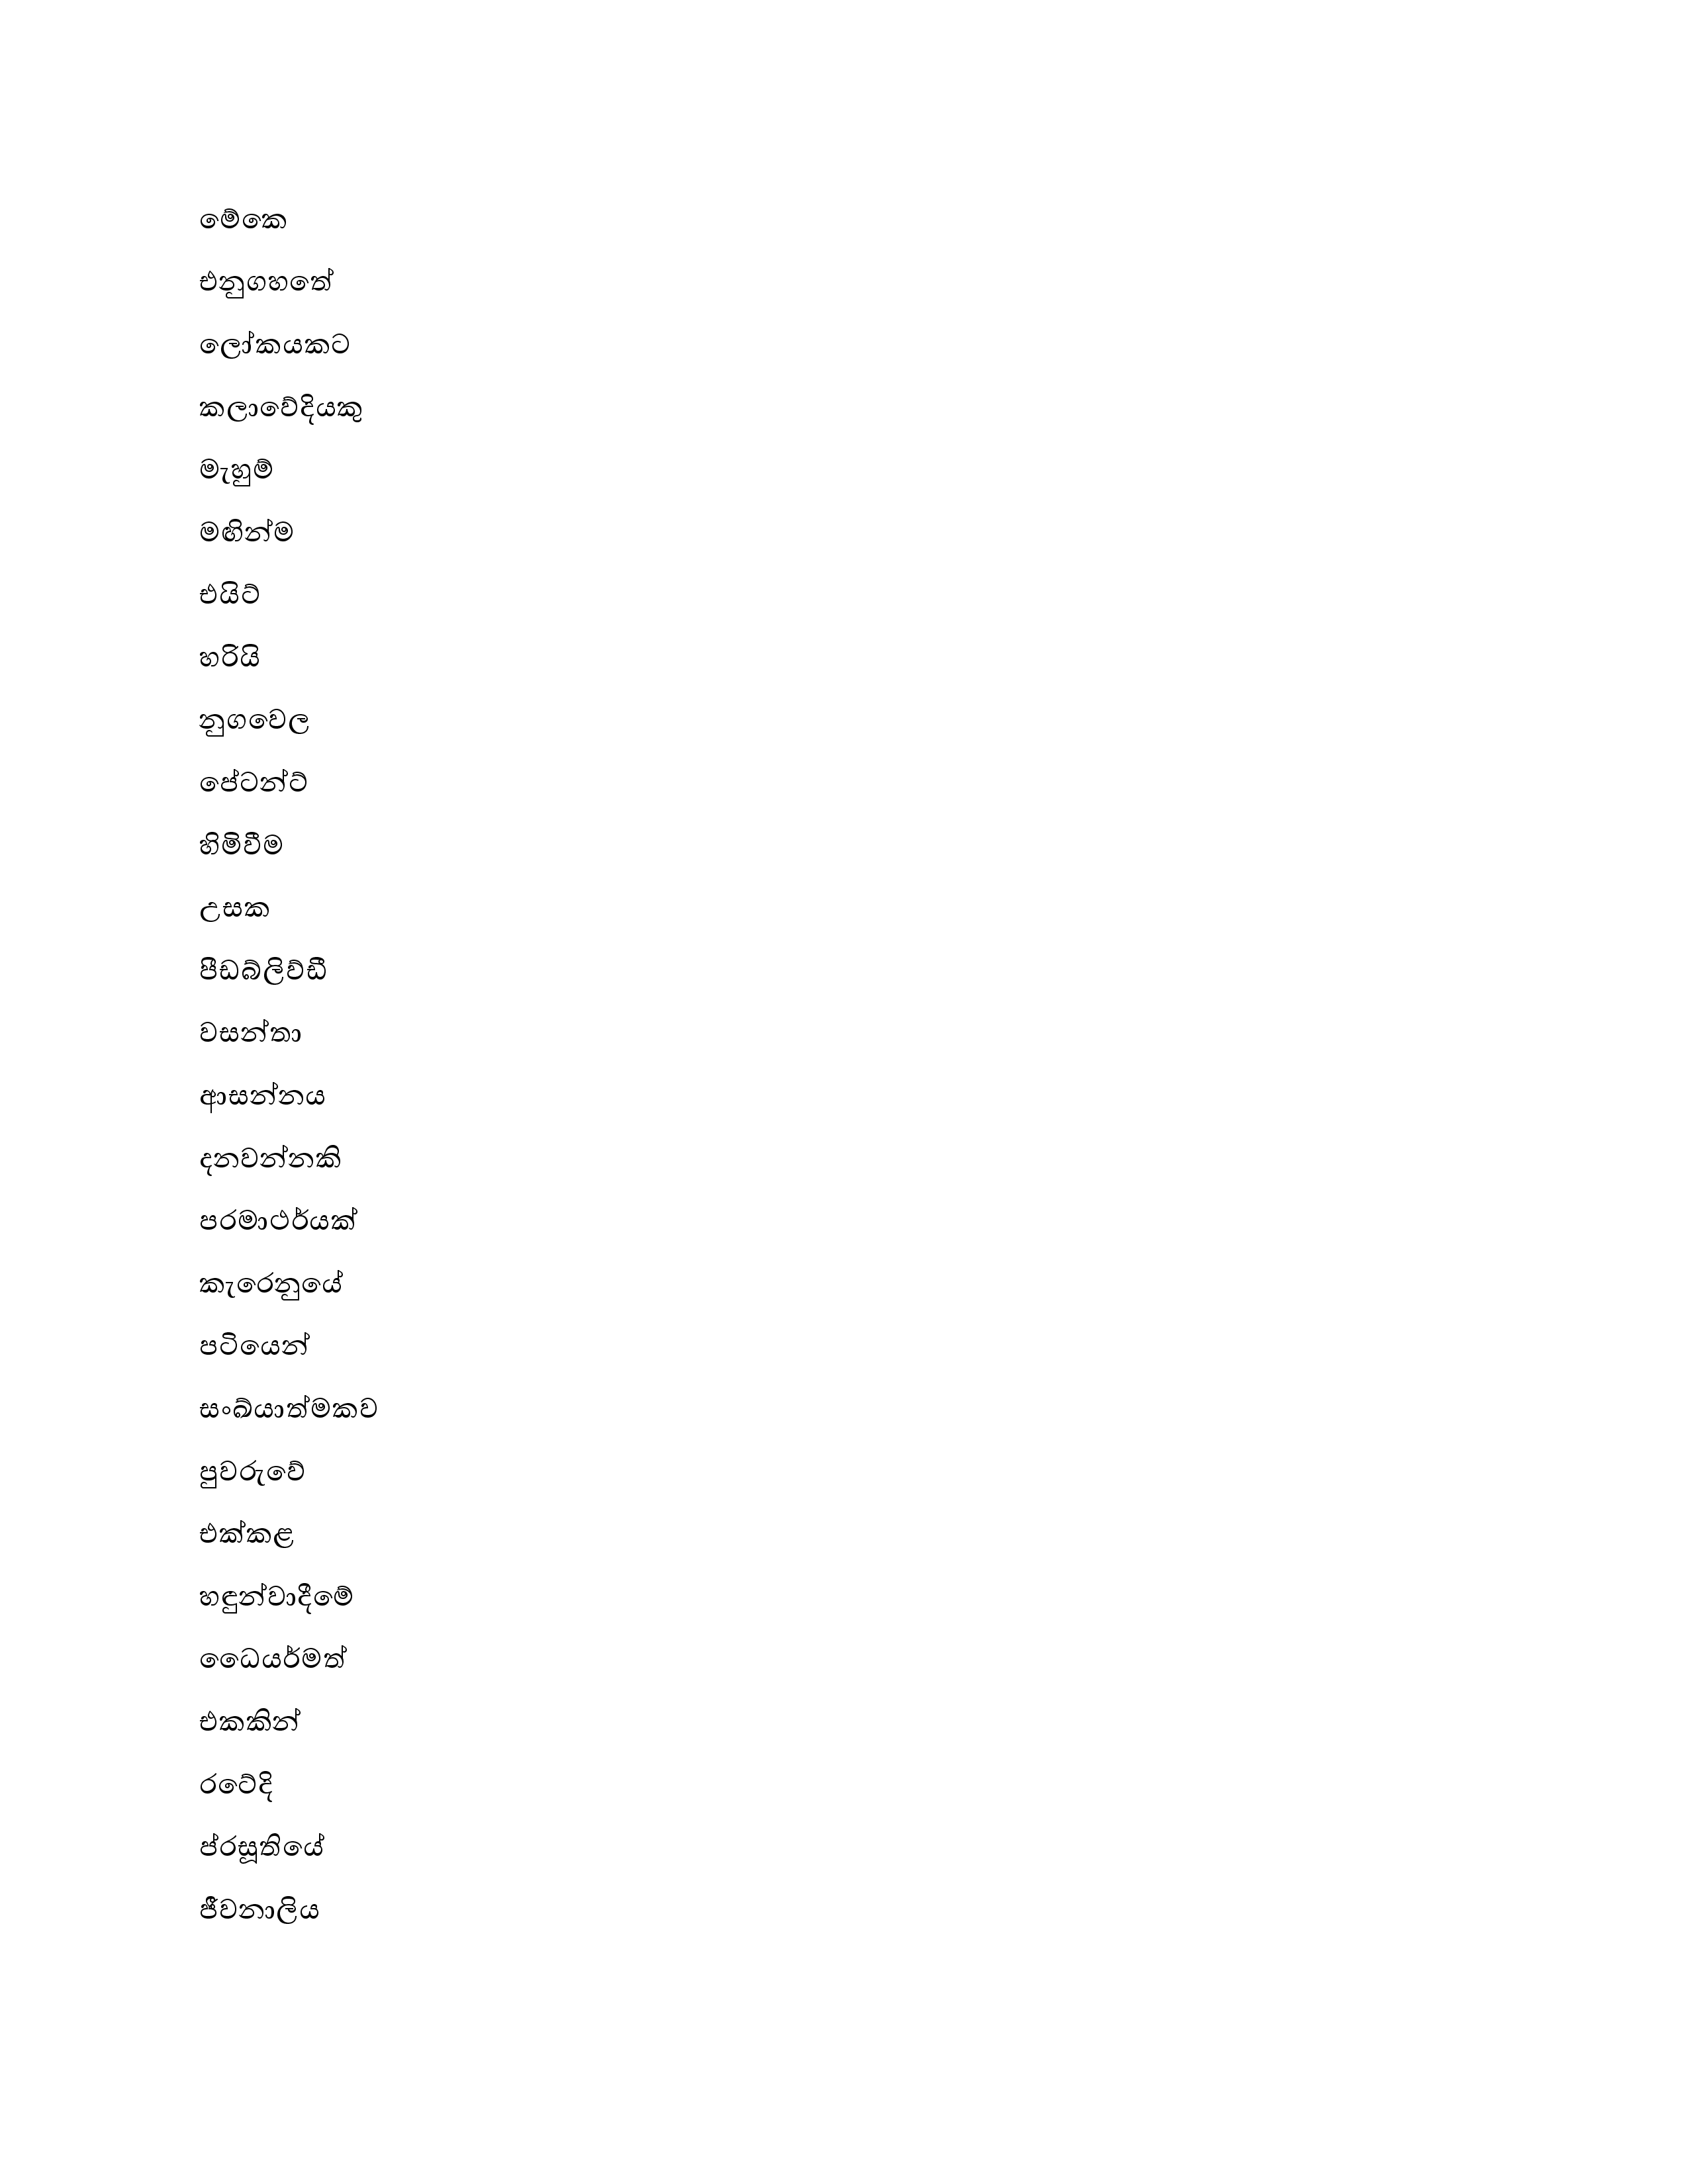 මේකෙ
එනුගහතේ
ලෝකයකට
කලාවේදියකු
මැහුම්
මඟින්ම
එයිට්
හරියි
නුගවෙල
පේටන්ට්
හිමිවීම
උසක
පීඩබ්ලිව්ඩී
වසන්තා
ආසන්නය
දනවන්නකි
පරමාථර්යක්
කැරෙනුයේ
පටියෙන්
සංඛ්යාත්මකව
පුවරුවේ
එක්කළ
හඳුන්වාදීමේ
ධෛයර්මත්
එකකින්
රටේදි
ප්රසූතියේ
ජීවනාලිය